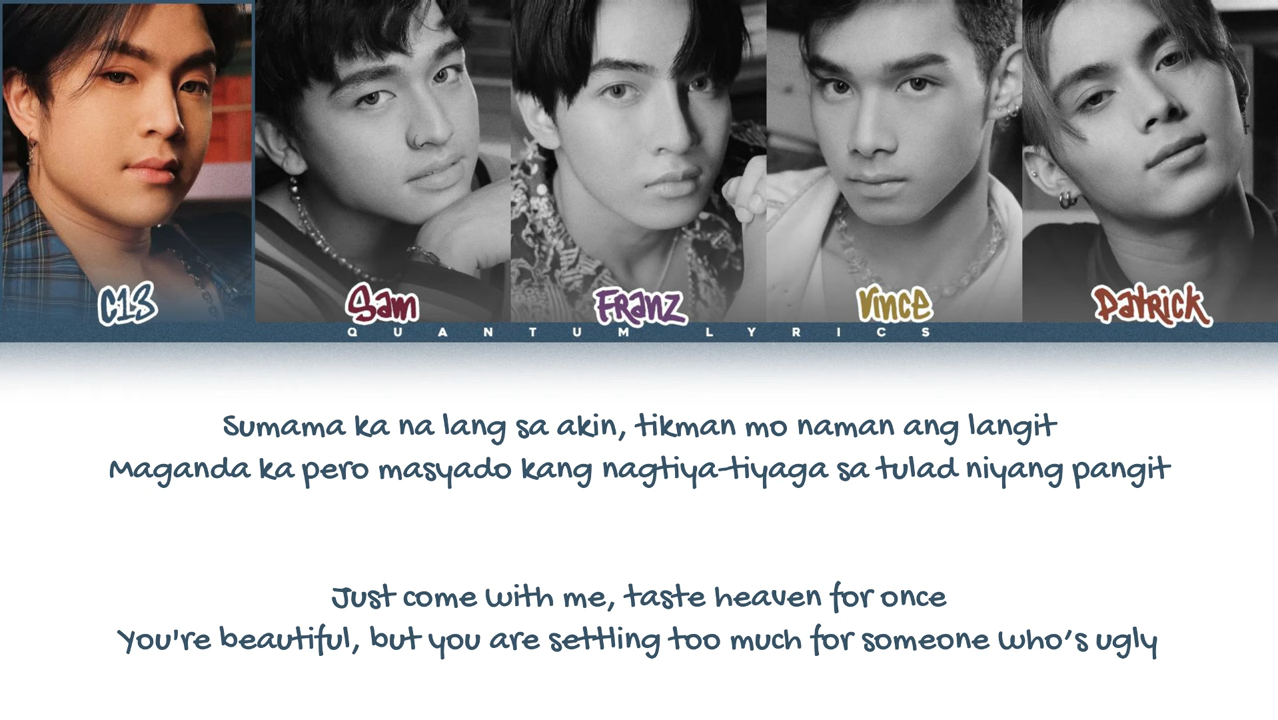 C13
Sam
Franz
Vince
Patrick
QUANTUM LYRICS
Sumama ka na lang sa akin, tikman mo naman ang langit
Maganda ka pero masyado kang nagtiya-tiyaga sa tulad niyang pangit
Just come with me, taste heaven for once
You're beautiful, but you are settling too much for someone who's ugly